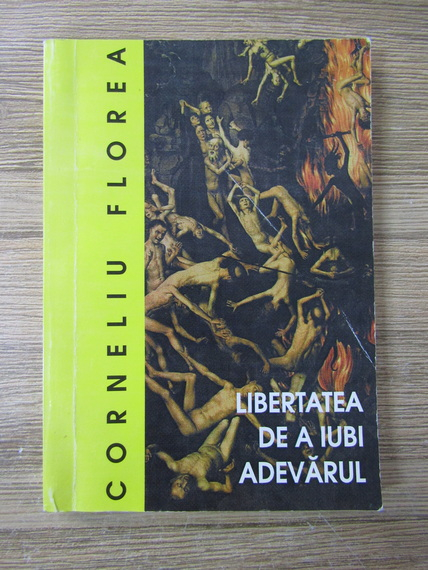 CORNELIU FLOREA
LIBERTATEA
DE A IUBI
ADEVĂRUL